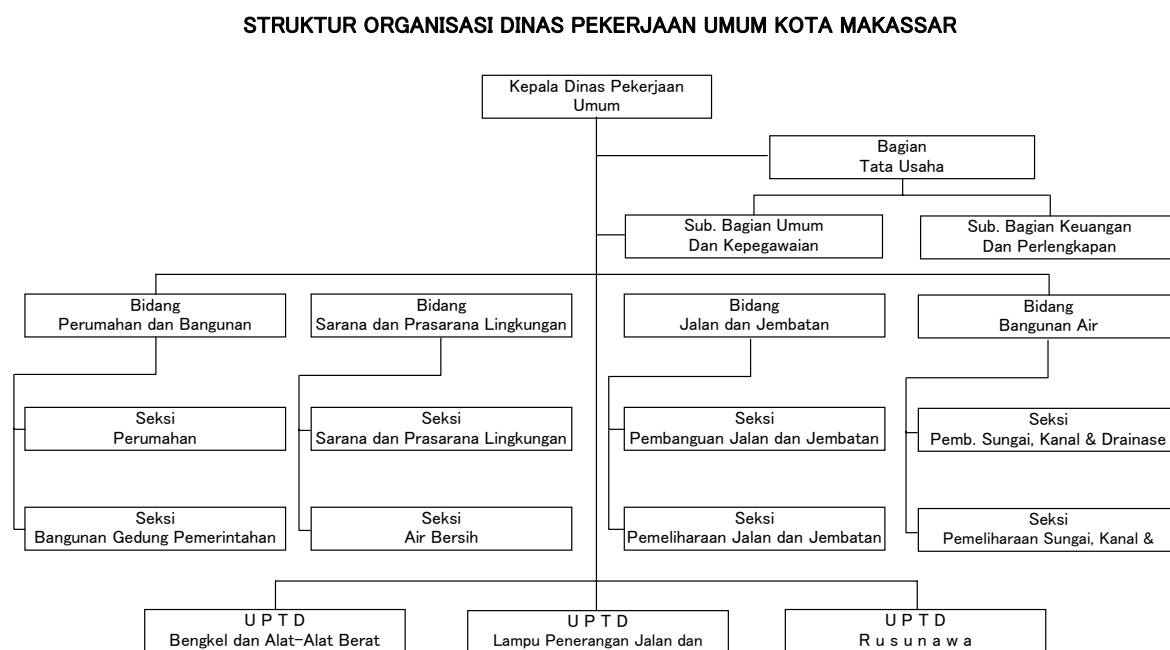 STRUKTUR ORGANISASI DINAS PEKERJAAN UMUM KOTA MAKASSAR
Kepala Dinas Pekerjaan
Umum
Bagian
Tata Usaha
Sub. Bagian Umum
Dan Kepegawaian
Sub. Bagian Keuangan
Dan Perlengkapan
Bidang
Perumahan dan Bangunan
Bidang
Sarana dan Prasarana Lingkungan
Bidang
Jalan dan Jembatan
Bidang
Bangunan Air
Seksi
Perumahan
Seksi
Sarana dan Prasarana Lingkungan
Seksi
Pembanguan Jalan dan Jembatan
Seksi
Pemb. Sungai, Kanal & Drainase
Seksi
Bangunan Gedung Pemerintahan
Seksi
Air Bersih
Seksi
Pemeliharaan Jalan dan Jembatan
Seksi
Pemeliharaan Sungai, Kanal &
U P T D
Bengkel dan Alat-Alat Berat
U P T D
Lampu Penerangan Jalan dan
U P T D
R u s u n a w a